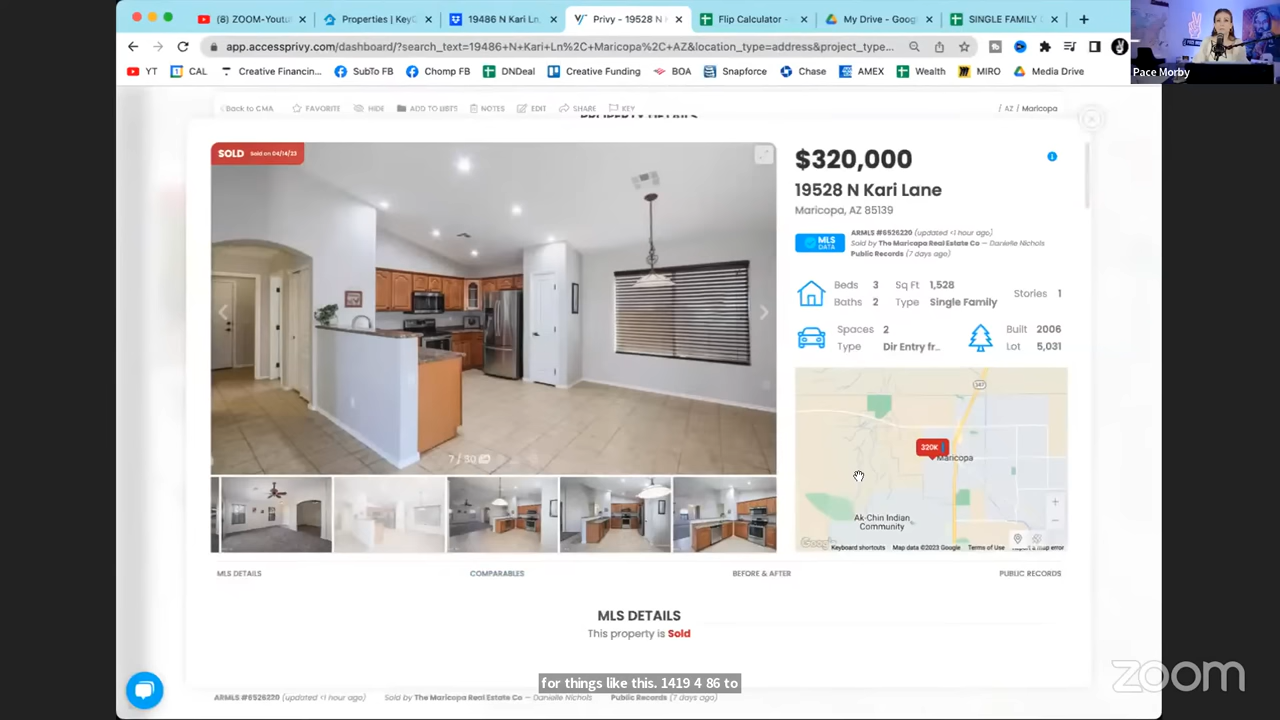 (8) ZOOM-Youtu
Properties | KeyG
19486 N Kari Ln,
Privy - 19528 N
Flip Calculator -
My Drive - Goog
SINGLE FAMILY
app.accessprivy.com/dashboard/?search_text=19486+N+Kari+Ln%2C+Maricopa%2C+AZ&location_type=address&project_type...
YT
CAL
Creative Financin...
SubTo FB
Chomp FB
DNDeal
Creative Funding
BOA
Snapforce
Chase
AMEX
Wealth
MIRO
Media Drive
Pace Morby
Back to CMA
FAVORITE
HIDE
ADD TO LISTS
NOTES
EDIT
SHARE
KEY
/ AZ / Maricopa
PROPERTY DETAILS
SOLD Sold on 04/14/23
$320,000
19528 N Kari Lane
Maricopa, AZ 85139
MLS DATA
ARMLS #6526220 (updated <1 hour ago)
Sold by The Maricopa Real Estate Co — Danielle Nichols
Public Records (7 days ago)
Beds 3 Sq Ft 1,528
Baths 2 Type Single Family
Stories 1
Spaces 2
Type Dir Entry fr..
Built 2006
Lot 5,031
347
320K
Maricopa
Ak-Chin Indian
Community
Google
Keyboard shortcuts Map data ©2023 Google Terms of Use Report a map error
7 / 30
MLS DETAILS
COMPARABLES
BEFORE & AFTER
PUBLIC RECORDS
MLS DETAILS
This property is Sold
for things like this. 1419 4 86 to
ARMLS #6526220 (updated <1 hour ago) Sold by The Maricopa Real Estate Co — Danielle Nichols Public Records (7 days ago)
zoom